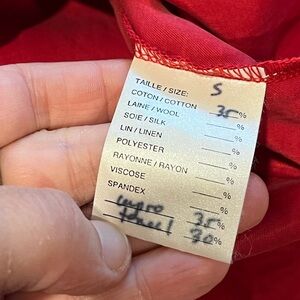 TAILLE / SIZE: S
COTON / COTTON 35%
LAINE / WOOL %
SOIE / SILK %
LIN / LINEN %
POLYESTER %
RAYONNE / RAYON %
VISCOSE %
SPANDEX %
35%
30%